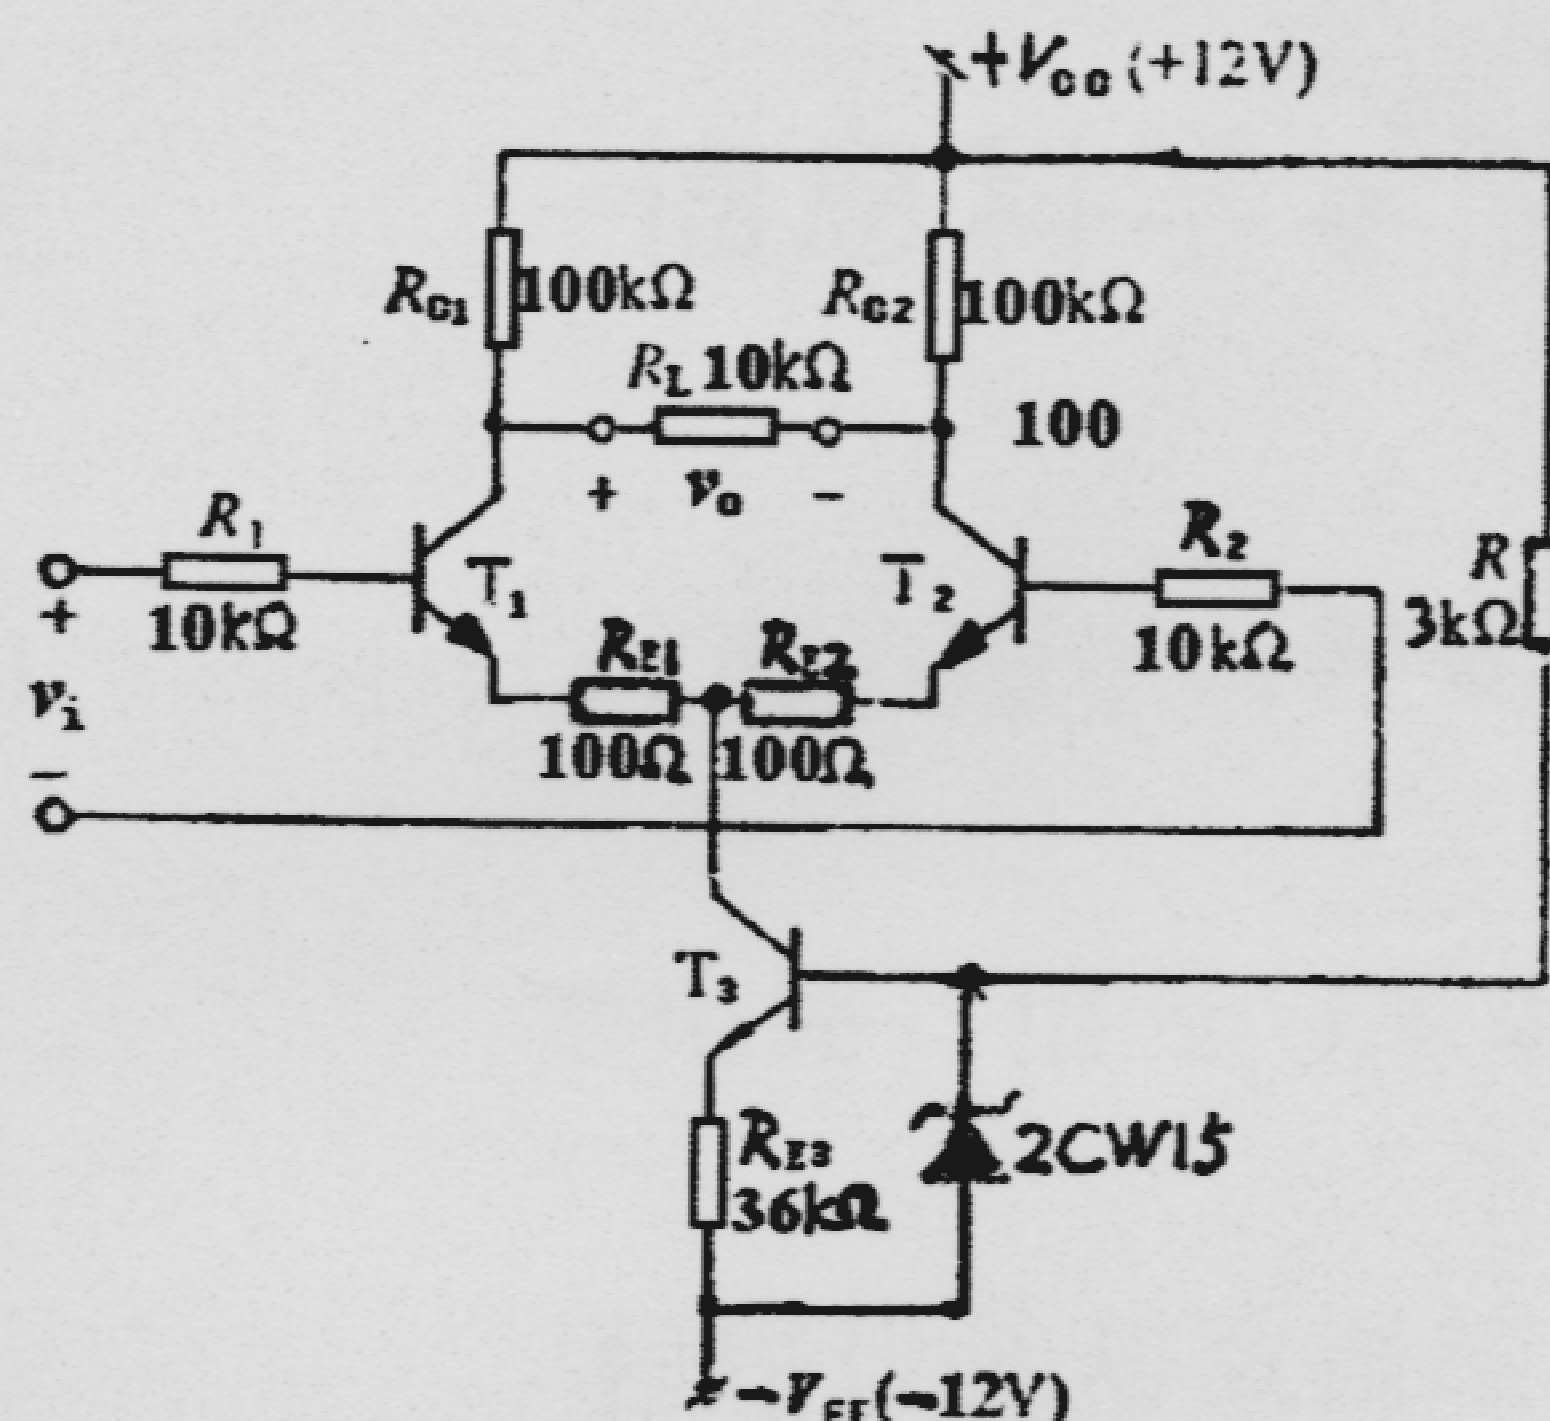 +V_CC (+12V)
R_C1 100kΩ
R_C2 100kΩ
R_L 10kΩ
100
+ v_o −
R_1
10kΩ
T_1
T_2
R_2
10kΩ
R
3kΩ
+
v_i
−
R_E1
100Ω
R_E2
100Ω
T_3
R_E3
36kΩ
2CW15
−V_EE (−12V)